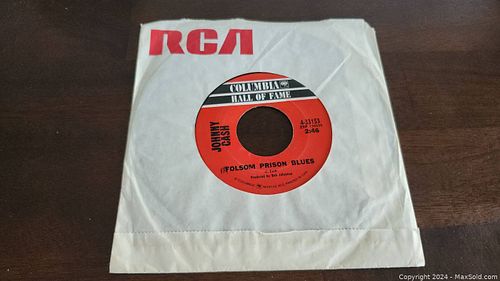 RCA
COLUMBIA
HALL OF FAME
JOHNNY
CASH
4-33153
2:46
FOLSOM PRISON BLUES
J. Cash
Produced by Bob Johnston
Copyright 2024 - MaxSold.com